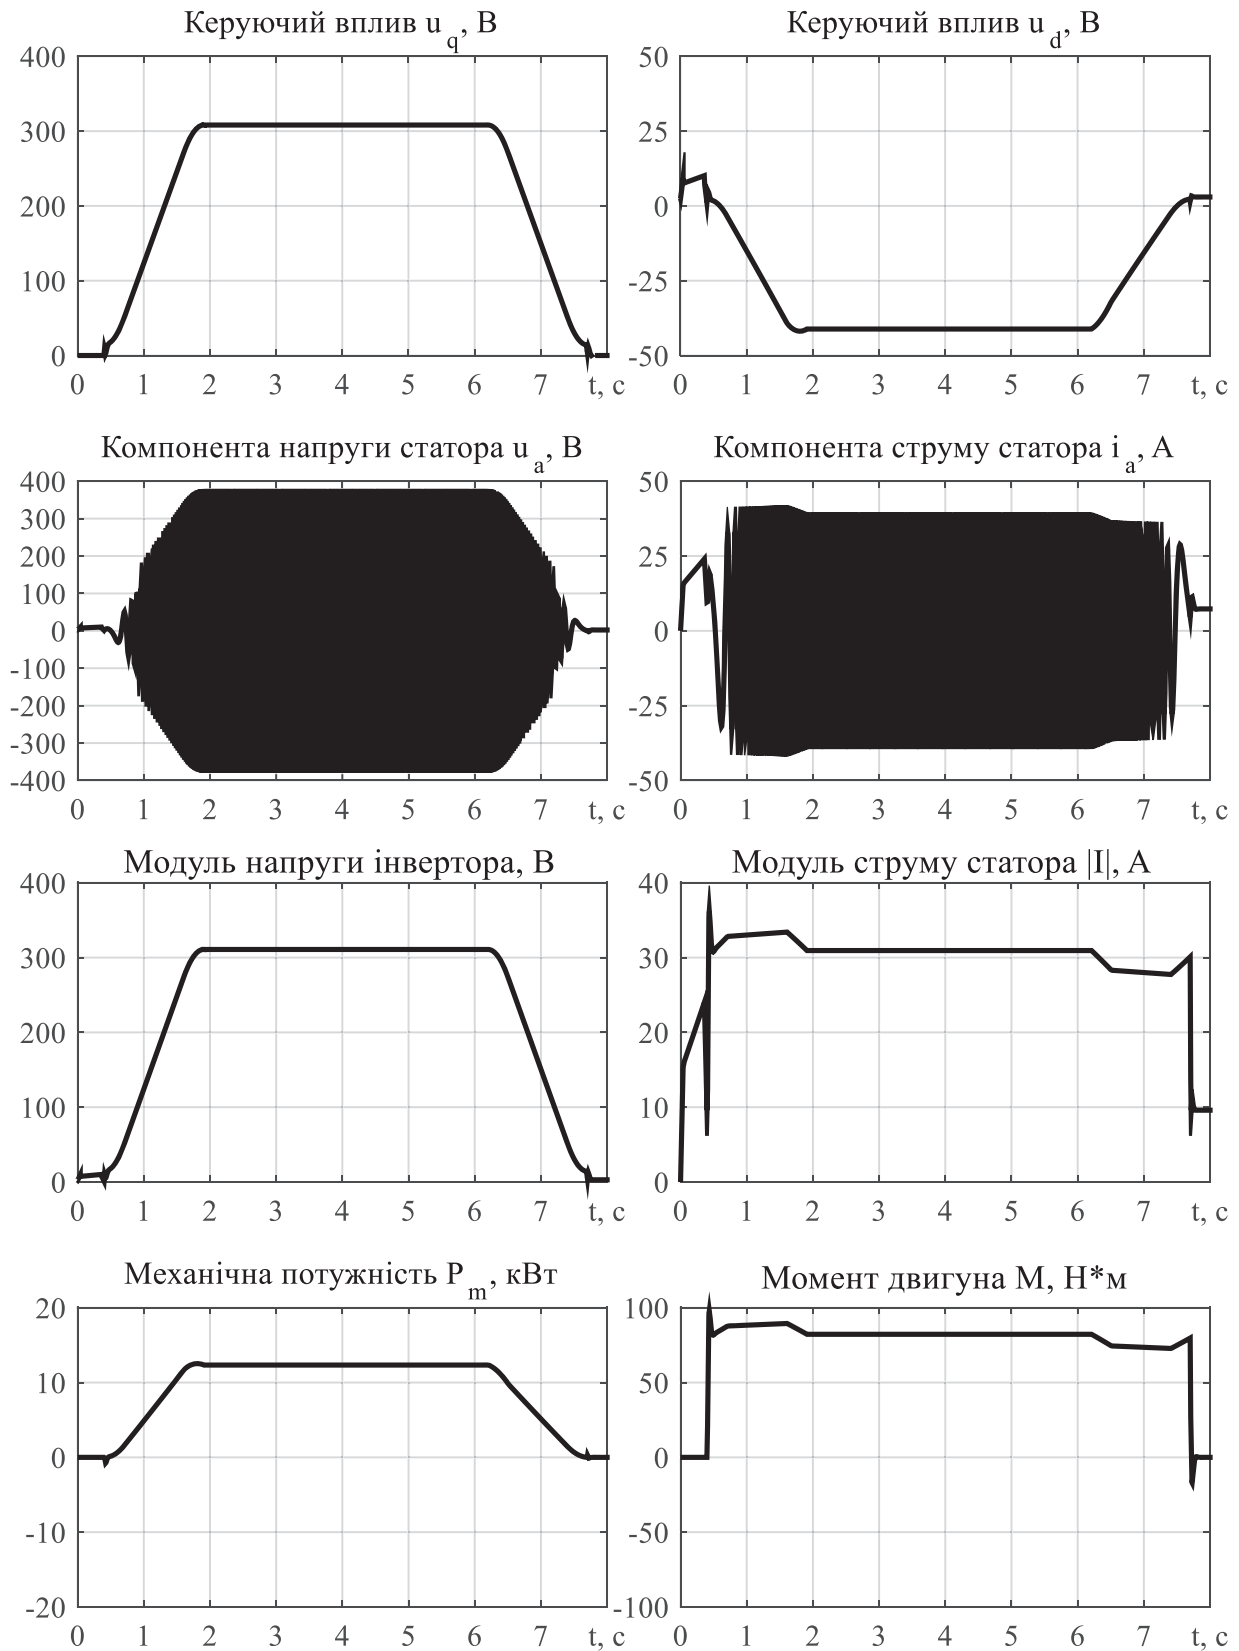 Керуючий вплив u q, В
Керуючий вплив u d, В
400
300
200
100
0
0 1 2 3 4 5 6 7 t, с
50
25
0
-25
-50
0 1 2 3 4 5 6 7 t, с
Компонента напруги статора u a, В
Компонента струму статора i a, А
400
300
200
100
0
-100
-200
-300
-400
0 1 2 3 4 5 6 7 t, с
50
25
0
-25
-50
0 1 2 3 4 5 6 7 t, с
Модуль напруги інвертора, В
Модуль струму статора |I|, А
400
300
200
100
0
0 1 2 3 4 5 6 7 t, с
40
30
20
10
0
0 1 2 3 4 5 6 7 t, с
Механічна потужність P m, кВт
Момент двигуна М, Н*м
20
10
0
-10
-20
0 1 2 3 4 5 6 7 t, с
100
50
0
-50
-100
0 1 2 3 4 5 6 7 t, с